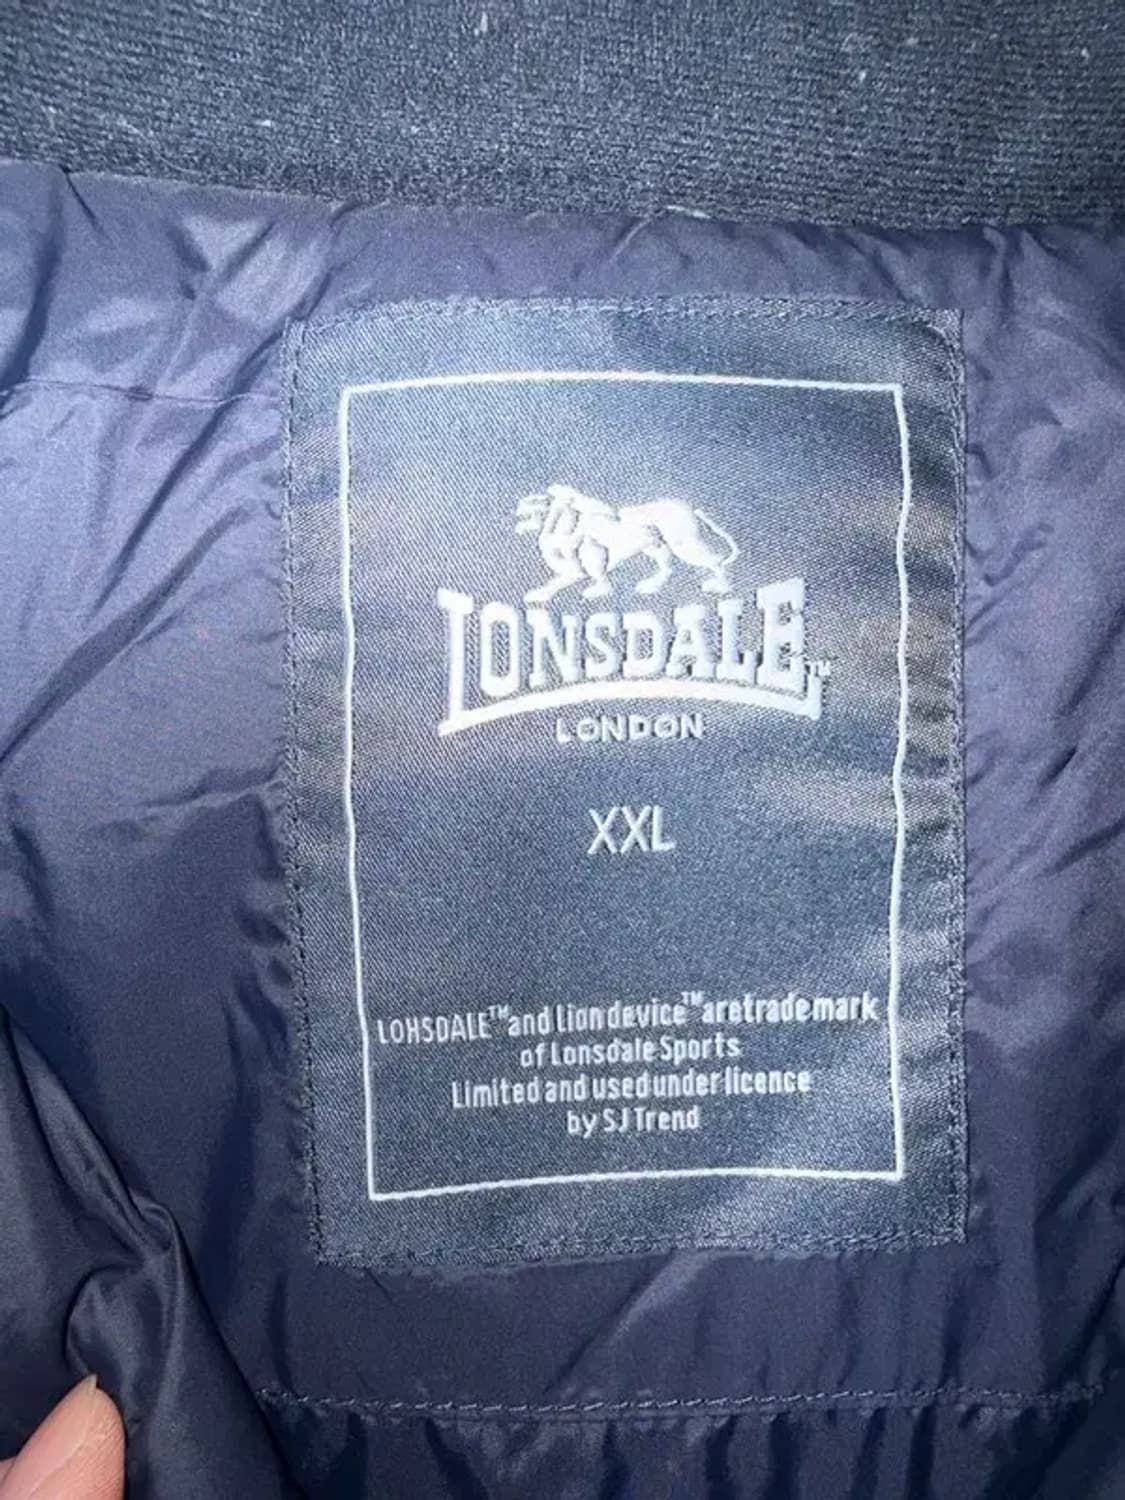 LONSDALE™
LONDON
XXL
LOHSDALE™ and Lion device™ are trademark
of Lonsdale Sports
Limited and used under licence
by SJ Trend